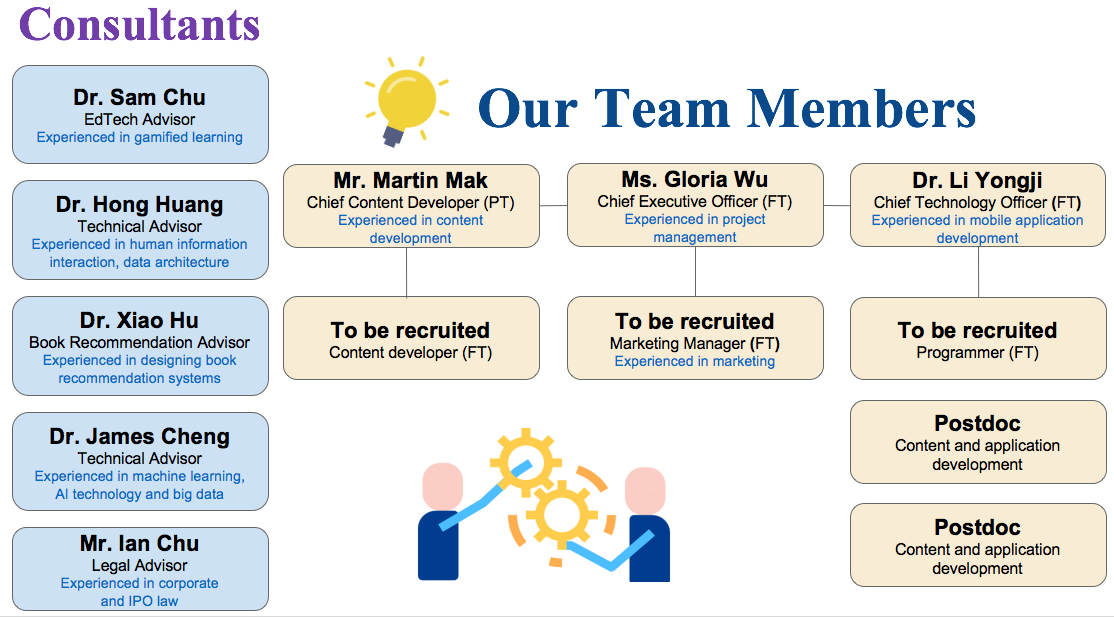 Consultants
Dr. Sam Chu
EdTech Advisor
Experienced in gamified learning
Dr. Hong Huang
Technical Advisor
Experienced in human information
interaction, data architecture
Dr. Xiao Hu
Book Recommendation Advisor
Experienced in designing book
recommendation systems
Dr. James Cheng
Technical Advisor
Experienced in machine learning,
AI technology and big data
Mr. Ian Chu
Legal Advisor
Experienced in corporate
and IPO law
Our Team Members
Mr. Martin Mak
Chief Content Developer (PT)
Experienced in content
development
Ms. Gloria Wu
Chief Executive Officer (FT)
Experienced in project
management
Dr. Li Yongji
Chief Technology Officer (FT)
Experienced in mobile application
development
To be recruited
Content developer (FT)
To be recruited
Marketing Manager (FT)
Experienced in marketing
To be recruited
Programmer (FT)
Postdoc
Content and application
development
Postdoc
Content and application
development